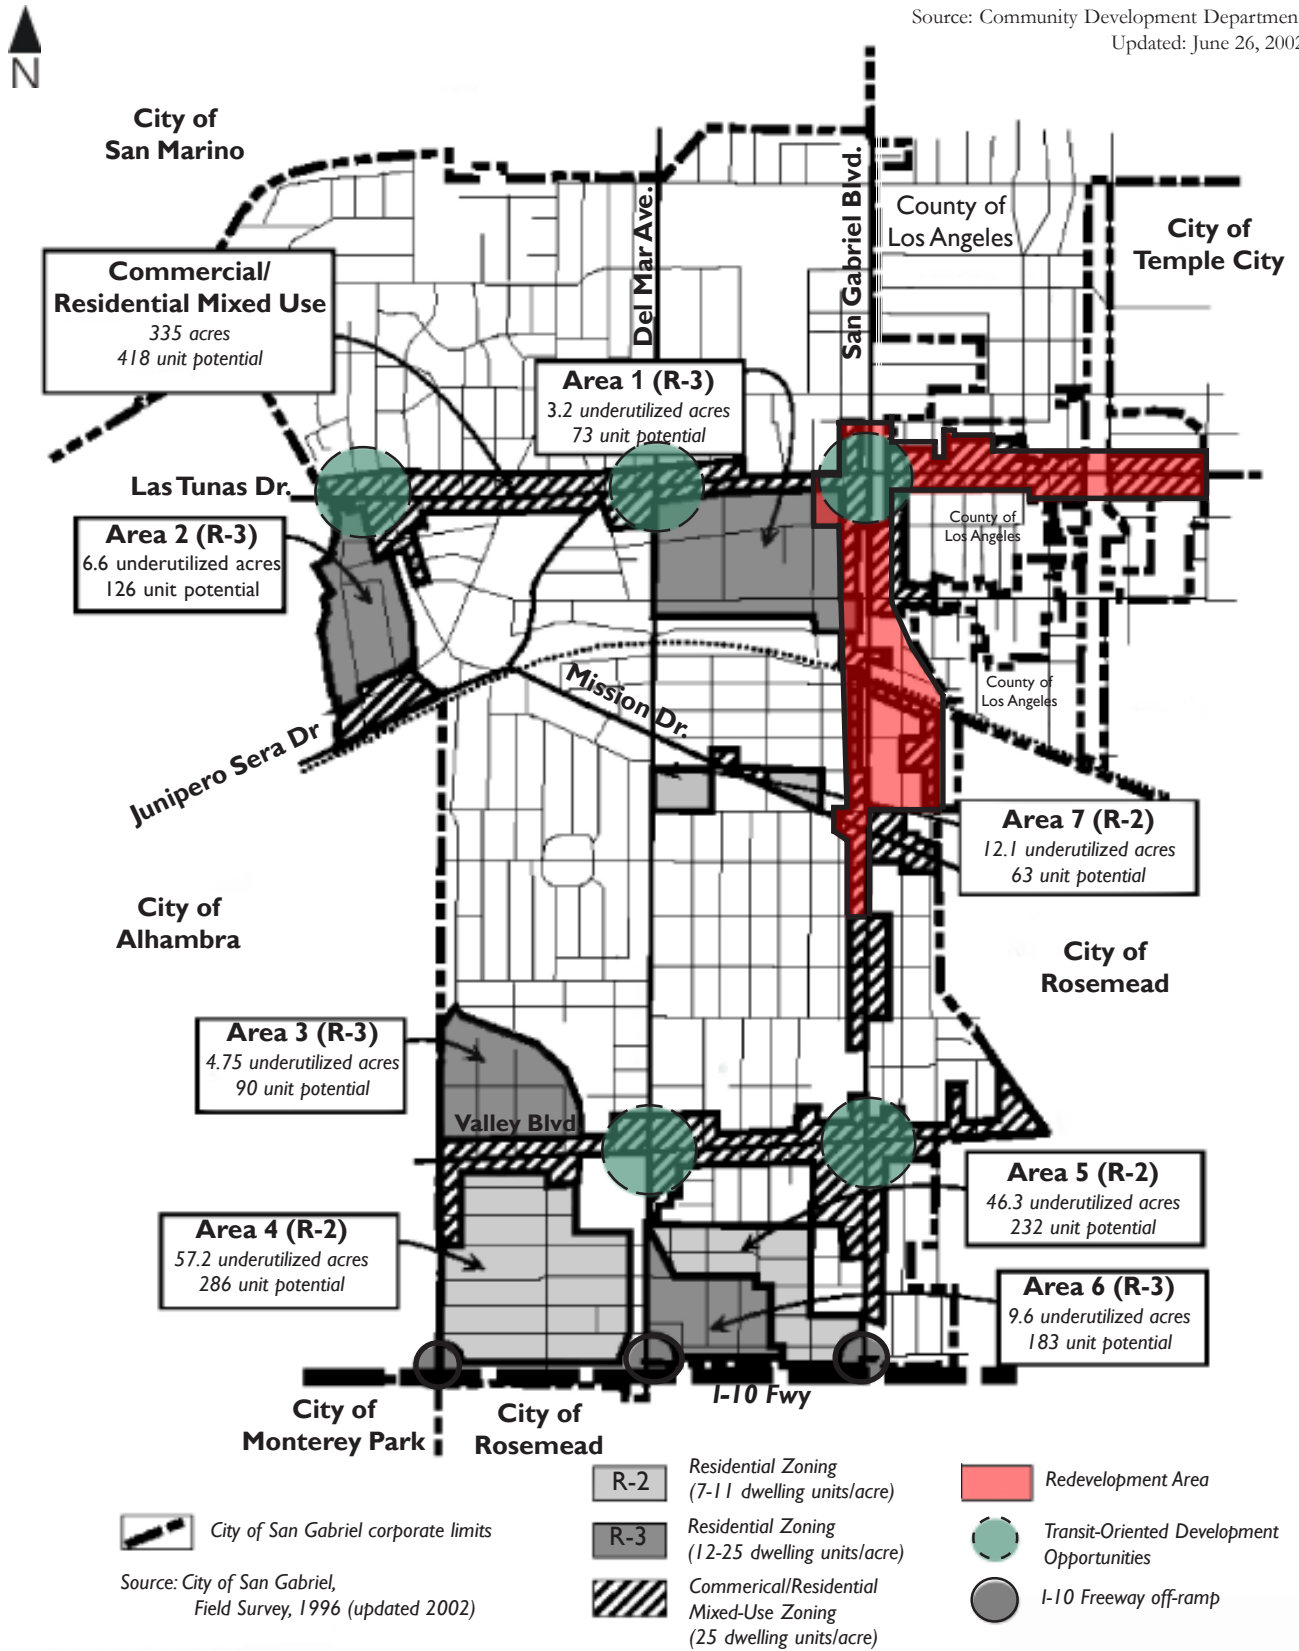 Source: Community Development Departmen
Updated: June 26, 2002
N
City of
San Marino
Del Mar Ave.
San Gabriel Blvd.
County of
Los Angeles
City of
Temple City
Commercial/
Residential Mixed Use
335 acres
418 unit potential
Area 1 (R-3)
3.2 underutilized acres
73 unit potential
Las Tunas Dr.
Area 2 (R-3)
6.6 underutilized acres
126 unit potential
County of
Los Angeles
County of
Los Angeles
Mission Dr.
Junipero Sera Dr
Area 7 (R-2)
12.1 underutilized acres
63 unit potential
City of
Alhambra
City of
Rosemead
Area 3 (R-3)
4.75 underutilized acres
90 unit potential
Valley Blvd
Area 5 (R-2)
46.3 underutilized acres
232 unit potential
Area 4 (R-2)
57.2 underutilized acres
286 unit potential
Area 6 (R-3)
9.6 underutilized acres
183 unit potential
I-10 Fwy
City of
Monterey Park
City of
Rosemead
City of San Gabriel corporate limits
Source: City of San Gabriel,
Field Survey, 1996 (updated 2002)
R-2
Residential Zoning
(7-11 dwelling units/acre)
R-3
Residential Zoning
(12-25 dwelling units/acre)
Commerical/Residential
Mixed-Use Zoning
(25 dwelling units/acre)
Redevelopment Area
Transit-Oriented Development
Opportunities
I-10 Freeway off-ramp